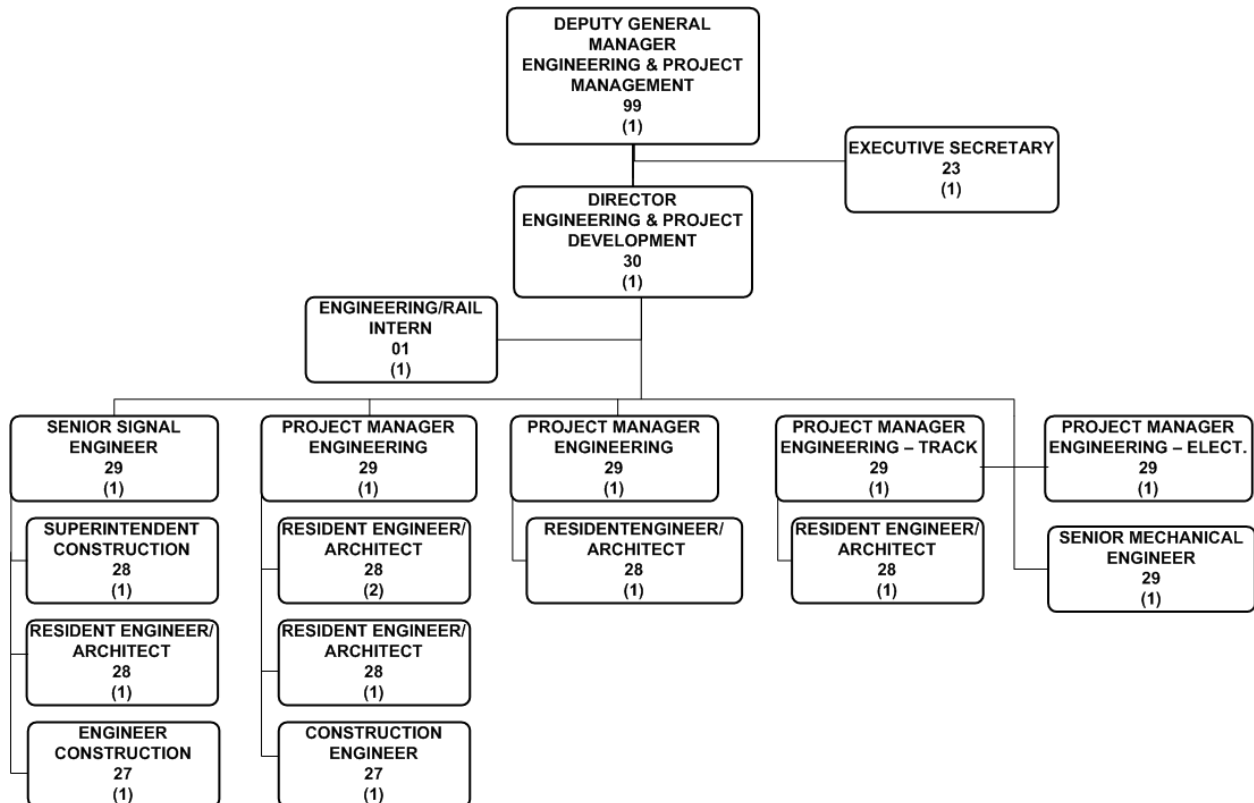 DEPUTY GENERAL
MANAGER
ENGINEERING & PROJECT
MANAGEMENT
99
(1)
EXECUTIVE SECRETARY
23
(1)
DIRECTOR
ENGINEERING & PROJECT
DEVELOPMENT
30
(1)
ENGINEERING/RAIL
INTERN
01
(1)
SENIOR SIGNAL
ENGINEER
29
(1)
SUPERINTENDENT
CONSTRUCTION
28
(1)
RESIDENT ENGINEER/
ARCHITECT
28
(1)
ENGINEER
CONSTRUCTION
27
(1)
PROJECT MANAGER
ENGINEERING
29
(1)
RESIDENT ENGINEER/
ARCHITECT
28
(2)
RESIDENT ENGINEER/
ARCHITECT
28
(1)
CONSTRUCTION
ENGINEER
27
(1)
PROJECT MANAGER
ENGINEERING
29
(1)
RESIDENTENGINEER/
ARCHITECT
28
(1)
PROJECT MANAGER
ENGINEERING – TRACK
29
(1)
RESIDENT ENGINEER/
ARCHITECT
28
(1)
PROJECT MANAGER
ENGINEERING – ELECT.
29
(1)
SENIOR MECHANICAL
ENGINEER
29
(1)